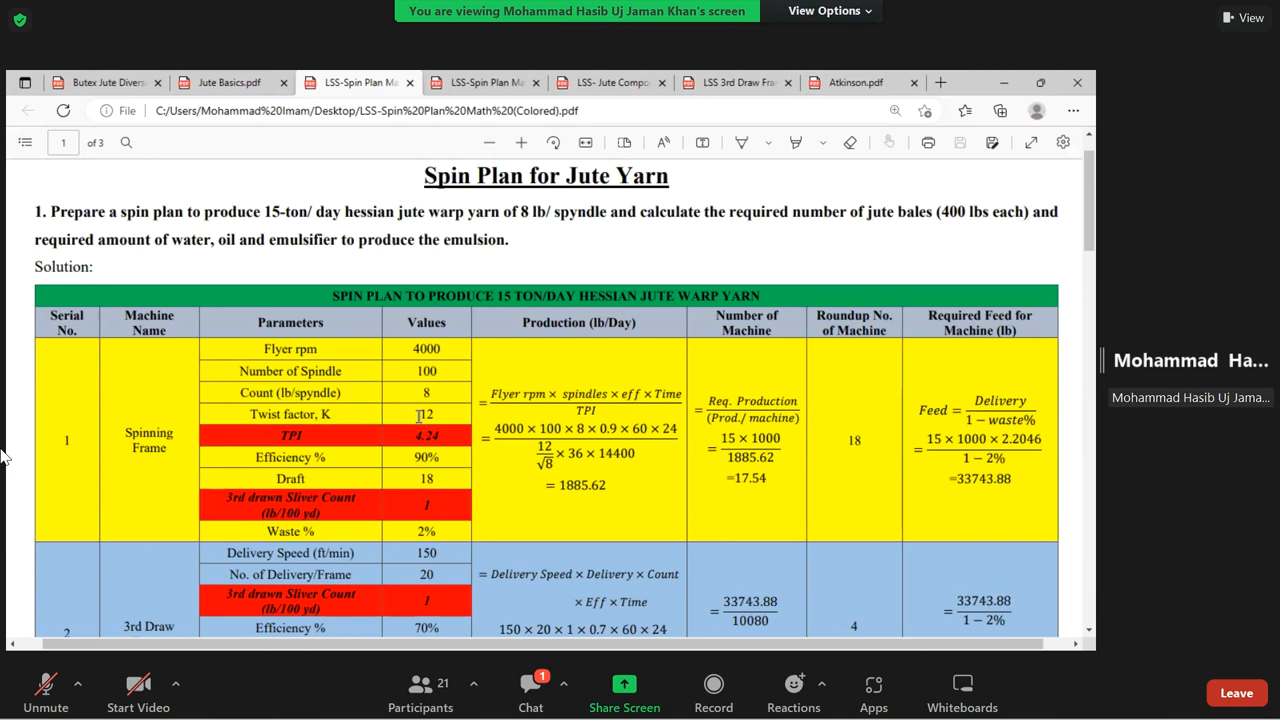 You are viewing Mohammad Hasib Uj Jaman Khan's screen
View Options
View
Butex Jute Divers
Jute Basics.pdf
LSS-Spin Plan Ma
LSS-Spin Plan Ma
LSS- Jute Compo
LSS 3rd Draw Fra
Atkinson.pdf
File
C:/Users/Mohammad%20Imam/Desktop/LSS-Spin%20Plan%20Math%20(Colored).pdf
1 of 3
Spin Plan for Jute Yarn
1. Prepare a spin plan to produce 15-ton/ day hessian jute warp yarn of 8 lb/ spyndle and calculate the required number of jute bales (400 lbs each) and
required amount of water, oil and emulsifier to produce the emulsion.
Solution:
SPIN PLAN TO PRODUCE 15 TON/DAY HESSIAN JUTE WARP YARN
Serial No. Machine Name Parameters Values Production (lb/Day) Number of Machine Roundup No. of Machine Required Feed for Machine (lb)
1
Spinning
Frame
Flyer rpm 4000
Number of Spindle 100
Count (lb/spyndle) 8
Twist factor, K 12
TPI 4.24
Efficiency % 90%
Draft 18
3rd drawn Sliver Count
(lb/100 yd) 1
Waste % 2%
= Flyer rpm × spindles × eff × Time / TPI
= 4000 × 100 × 8 × 0.9 × 60 × 24 / 12/√8 × 36 × 14400
= 1885.62
= Req. Production / (Prod./ machine)
= 15 × 1000 / 1885.62
=17.54
18
Feed = Delivery / 1 − waste%
= 15 × 1000 × 2.2046 / 1 − 2%
=33743.88
2
3rd Draw
Delivery Speed (ft/min) 150
No. of Delivery/Frame 20
3rd drawn Sliver Count
(lb/100 yd) 1
Efficiency % 70%
= Delivery Speed × Delivery × Count
× Eff × Time
150 × 20 × 1 × 0.7 × 60 × 24
= 33743.88 / 10080
4
= 33743.88 / 1 − 2%
Mohammad Ha...
Mohammad Hasib Uj Jama...
Unmute
Start Video
21
Participants
1
Chat
Share Screen
Record
Reactions
Apps
Whiteboards
Leave